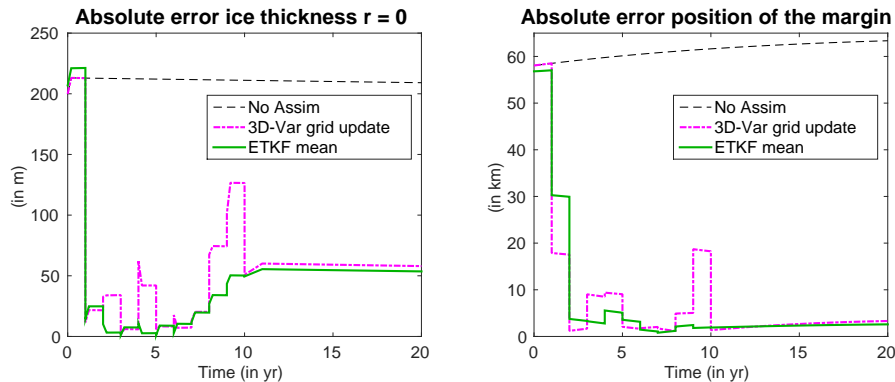 Absolute error ice thickness r = 0
250
200
150
100
50
0
(in m)
No Assim
3D-Var grid update
ETKF mean
0 5 10 15 20
Time (in yr)
Absolute error position of the margin
60
50
40
30
20
10
0
(in km)
No Assim
3D-Var grid update
ETKF mean
0 5 10 15 20
Time (in yr)